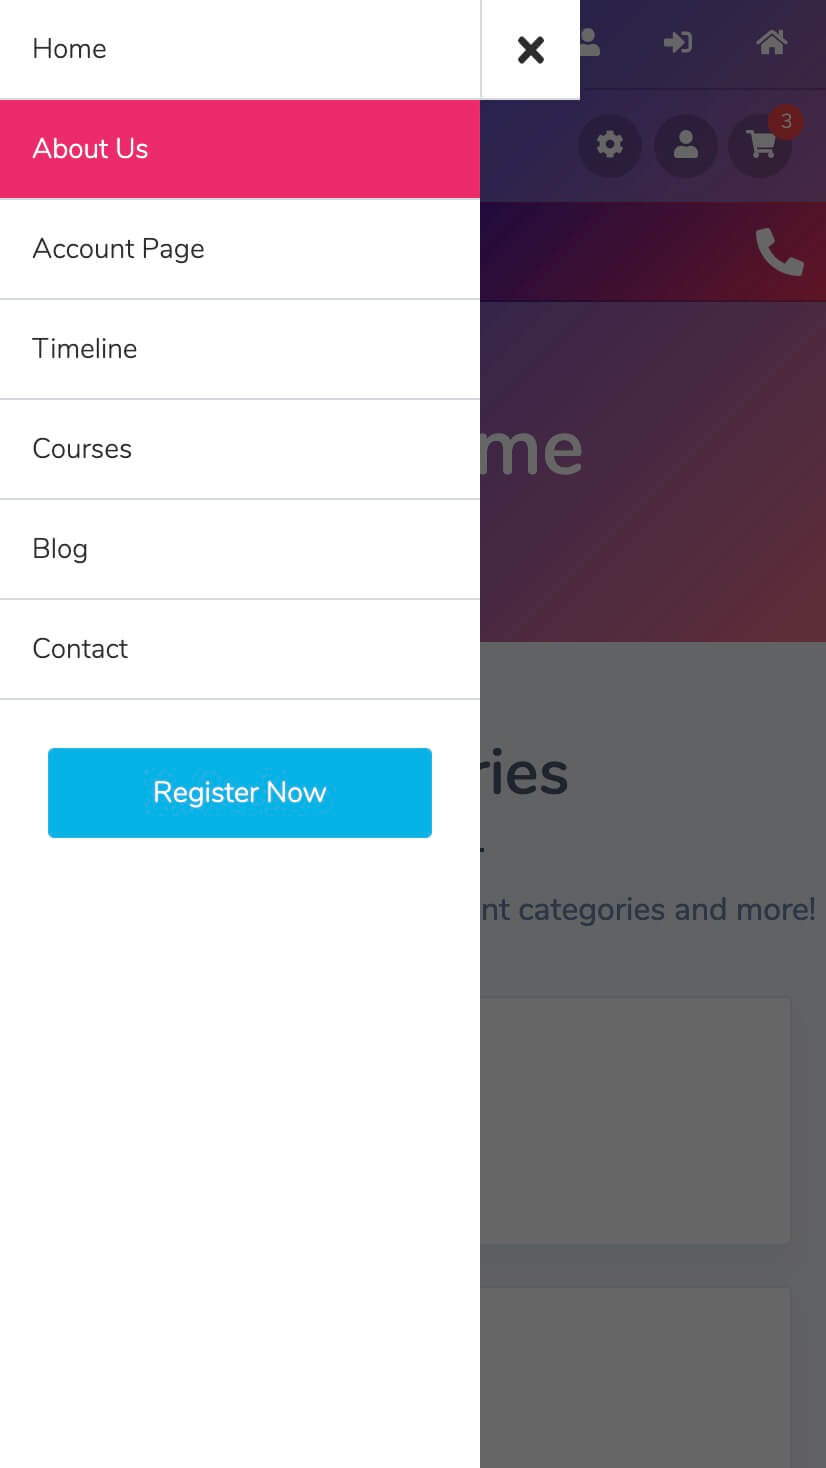 Home
About Us
3
Account Page
Timeline
Courses
me
Blog
Contact
ries
Register Now
nt categories and more!